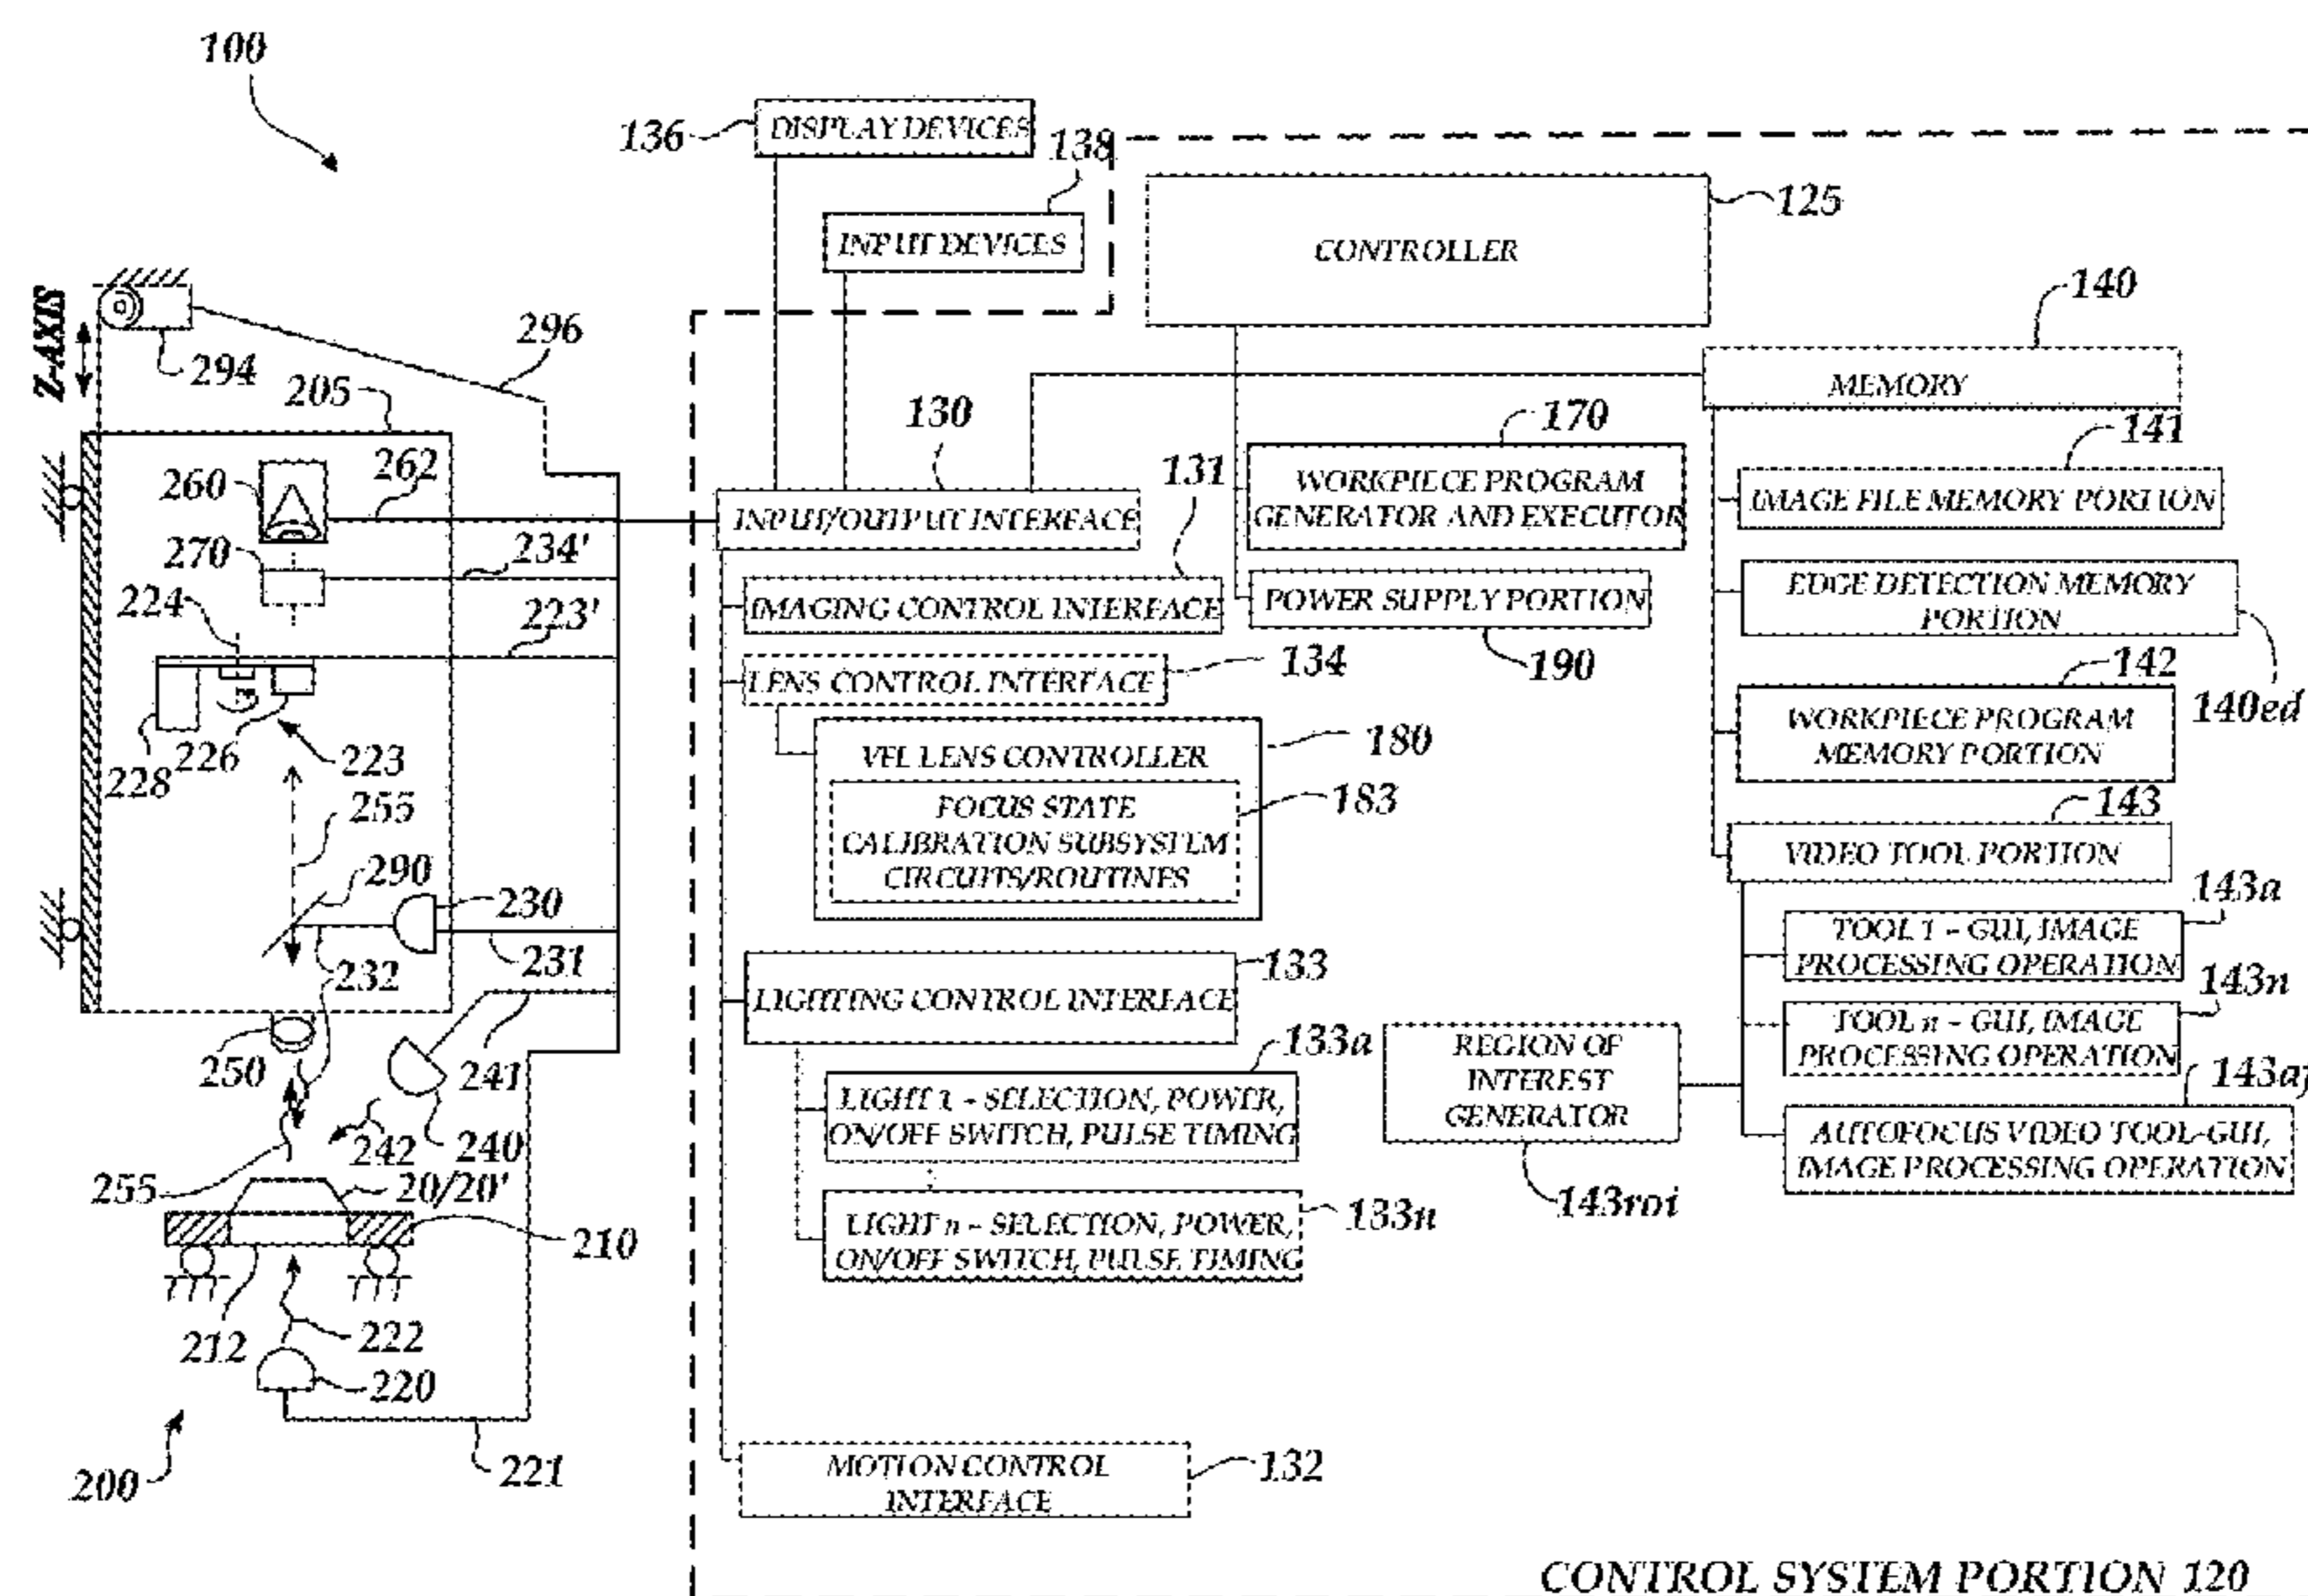 100
136
DISPLAY DEVICES
138
INPUT DEVICES
CONTROLLER
125
140
MEMORY
Z-AXIS
294
296
205
130
170
141
262
131
260
INPUT/OUTPUT INTERFACE
WORKPIECE PROGRAM
GENERATOR AND EXECUTOR
IMAGE FILE MEMORY PORTION
270
234'
224
223'
IMAGING CONTROL INTERFACE
POWER SUPPLY PORTION
190
EDGE DETECTION MEMORY
PORTION
140ed
134
LENS CONTROL INTERFACE
142
WORKPIECE PROGRAM
MEMORY PORTION
228
226
223
VFL LENS CONTROLLER
180
FOCUS STATE
CALIBRATION SUBSYSTEM
CIRCUITS/ROUTINES
183
143
VIDEO TOOL PORTION
255
290
230
231
232
143a
TOOL 1 - GUI, IMAGE
PROCESSING OPERATION
133
LIGHTING CONTROL INTERFACE
143n
TOOL n - GUI, IMAGE
PROCESSING OPERATION
250
241
240
242
133a
LIGHT 1 - SELECTION, POWER,
ON/OFF SWITCH, PULSE TIMING
REGION OF
INTEREST
GENERATOR
143roi
143af
AUTOFOCUS VIDEO TOOL-GUI,
IMAGE PROCESSING OPERATION
255
20/20'
210
133n
LIGHT n - SELECTION, POWER,
ON/OFF SWITCH, PULSE TIMING
212
222
220
200
221
MOTION CONTROL
INTERFACE
132
CONTROL SYSTEM PORTION 120